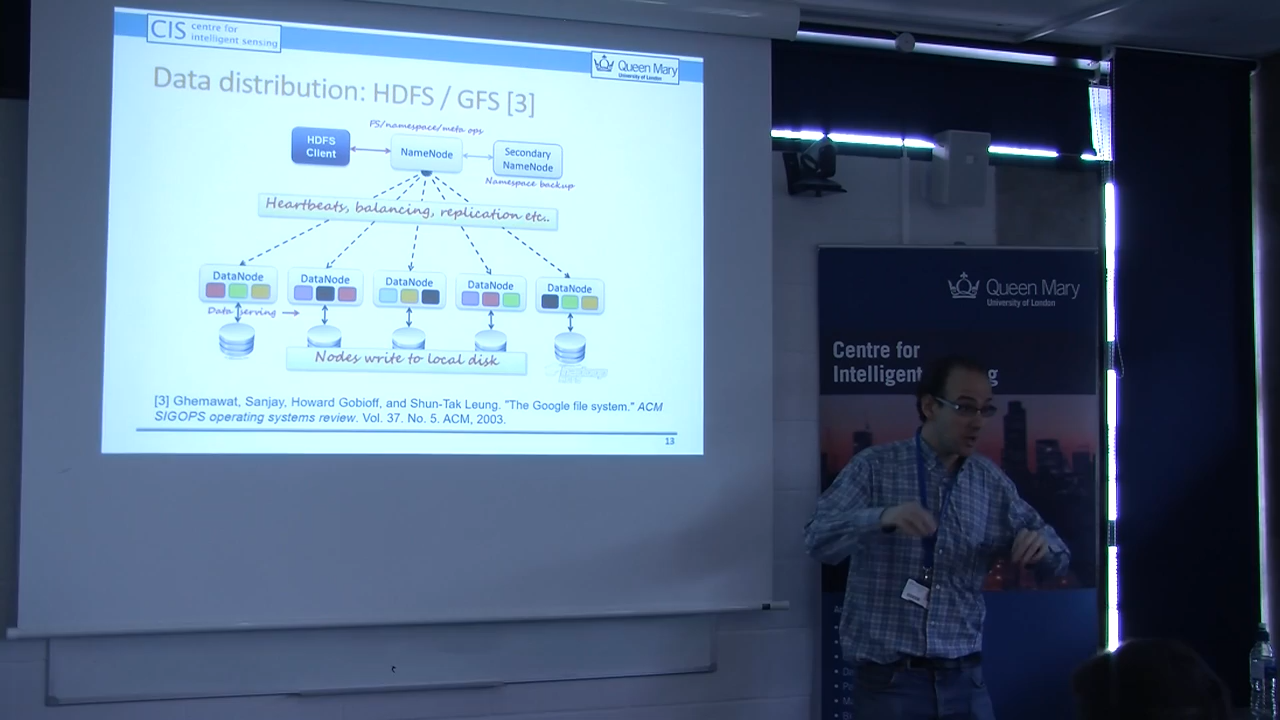 CIS centre for
intelligent sensing
Queen Mary
University of London
Data distribution: HDFS / GFS [3]
FS/namespace/meta ops
HDFS
Client
NameNode
Secondary
NameNode
Namespace backup
Heartbeats, balancing, replication etc..
DataNode
DataNode
DataNode
DataNode
DataNode
Data serving
Nodes write to local disk
hadoop
[3] Ghemawat, Sanjay, Howard Gobioff, and Shun-Tak Leung. "The Google file system." ACM
SIGOPS operating systems review. Vol. 37. No. 5. ACM, 2003.
13
Queen Mary
University of London
Centre for
Intelligent ng